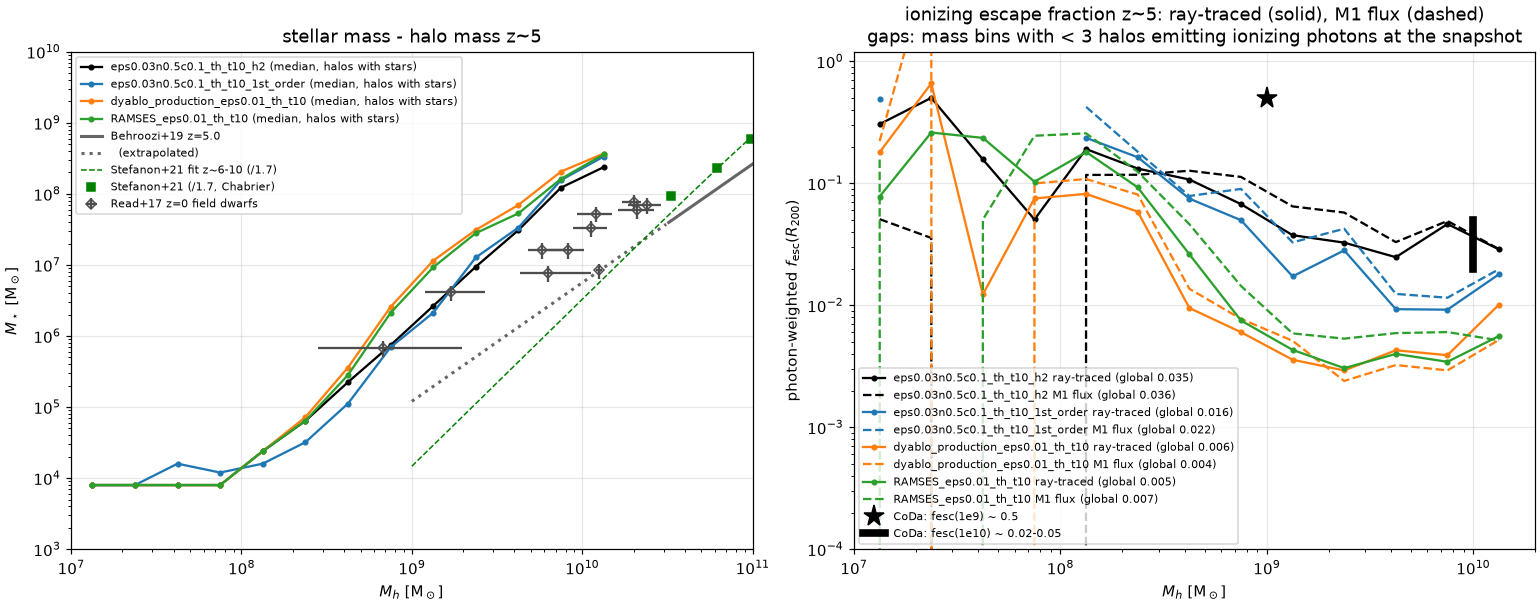 stellar mass - halo mass z~5
10^10
10^9
10^8
10^7
10^6
10^5
10^4
10^3
M⋆ [M⊙]
eps0.03n0.5c0.1_th_t10_h2 (median, halos with stars)
eps0.03n0.5c0.1_th_t10_1st_order (median, halos with stars)
dyablo_production_eps0.01_th_t10 (median, halos with stars)
RAMSES_eps0.01_th_t10 (median, halos with stars)
Behroozi+19 z=5.0
(extrapolated)
Stefanon+21 fit z~6-10 (/1.7)
Stefanon+21 (/1.7, Chabrier)
Read+17 z=0 field dwarfs
10^7
10^8
10^9
10^10
10^11
M_h [M⊙]
ionizing escape fraction z~5: ray-traced (solid), M1 flux (dashed)
gaps: mass bins with < 3 halos emitting ionizing photons at the snapshot
10^0
10^-1
10^-2
10^-3
10^-4
photon-weighted f_esc(R_200)
eps0.03n0.5c0.1_th_t10_h2 ray-traced (global 0.035)
eps0.03n0.5c0.1_th_t10_h2 M1 flux (global 0.036)
eps0.03n0.5c0.1_th_t10_1st_order ray-traced (global 0.016)
eps0.03n0.5c0.1_th_t10_1st_order M1 flux (global 0.022)
dyablo_production_eps0.01_th_t10 ray-traced (global 0.006)
dyablo_production_eps0.01_th_t10 M1 flux (global 0.004)
RAMSES_eps0.01_th_t10 ray-traced (global 0.005)
RAMSES_eps0.01_th_t10 M1 flux (global 0.007)
CoDa: fesc(1e9) ~ 0.5
CoDa: fesc(1e10) ~ 0.02-0.05
10^7
10^8
10^9
10^10
M_h [M⊙]